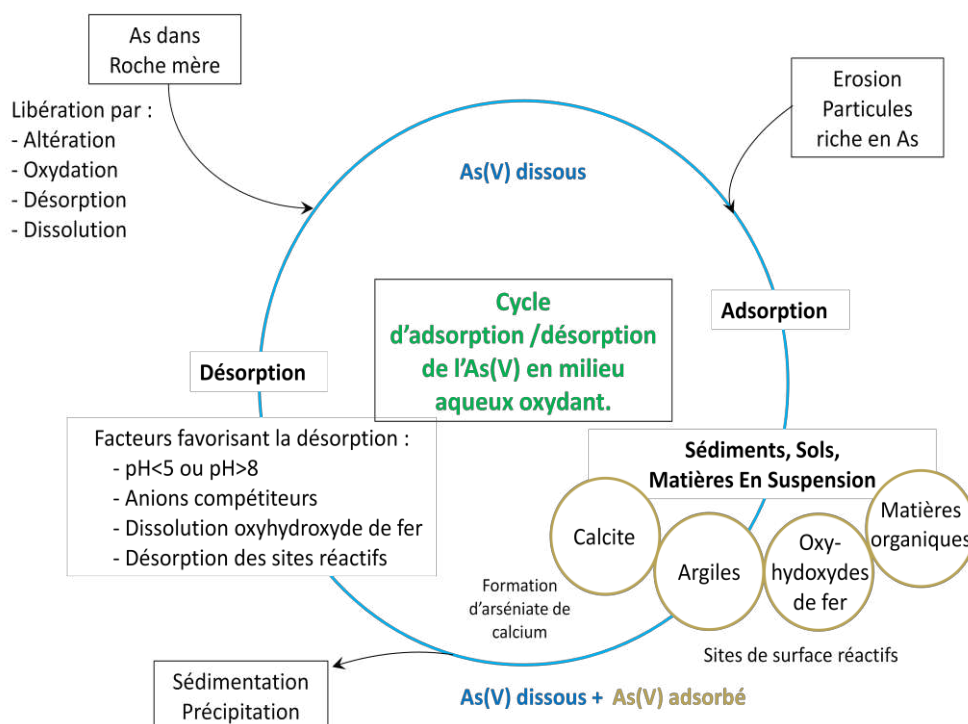 As dans
Roche mère
Libération par :
- Altération
- Oxydation
- Désorption
- Dissolution
Erosion
Particules
riche en As
As(V) dissous
Cycle
d’adsorption /désorption
de l’As(V) en milieu
aqueux oxydant.
Adsorption
Désorption
Facteurs favorisant la désorption :
- pH<5 ou pH>8
- Anions compétiteurs
- Dissolution oxyhydroxyde de fer
- Désorption des sites réactifs
Sédiments, Sols,
Matières En Suspension
Calcite
Argiles
Oxy-
hydoxydes
de fer
Matières
organiques
Formation
d’arséniate de
calcium
Sites de surface réactifs
Sédimentation
Précipitation
As(V) dissous + As(V) adsorbé